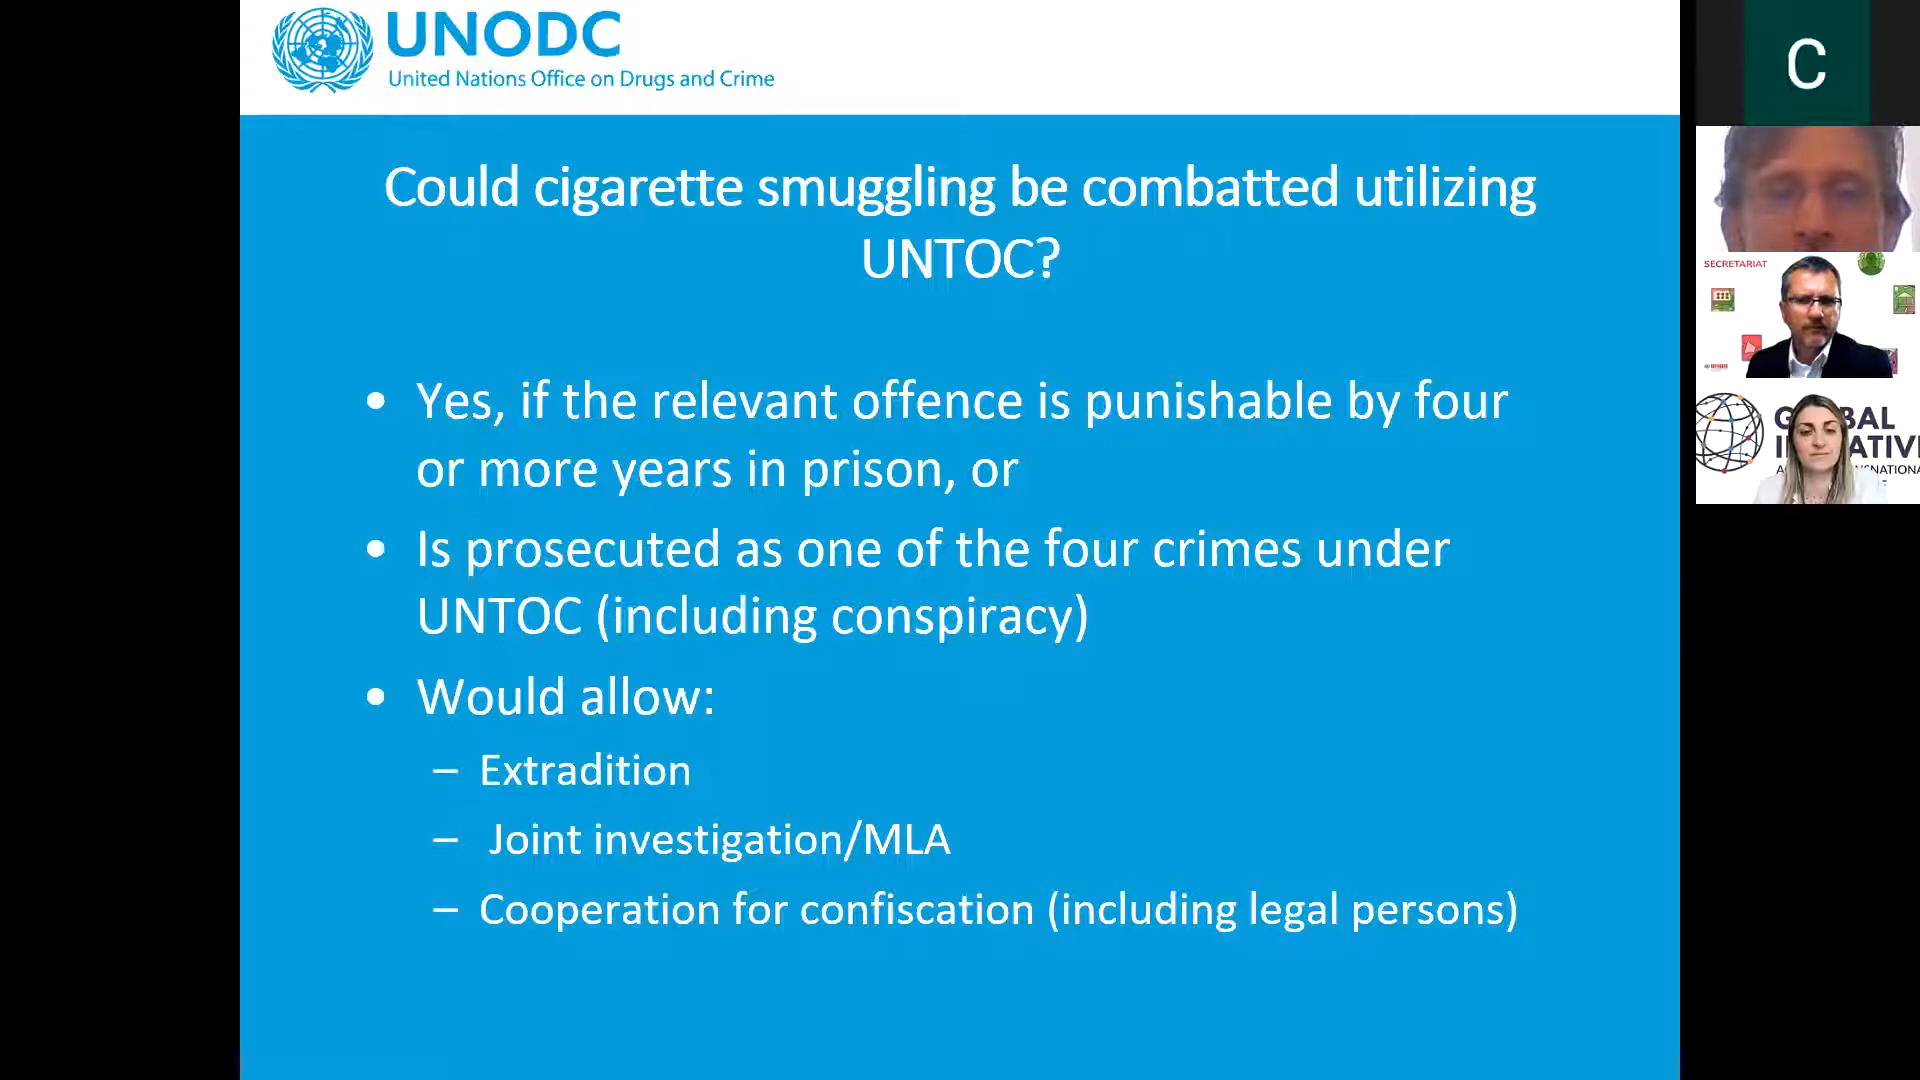 UNODC
United Nations Office on Drugs and Crime
Could cigarette smuggling be combatted utilizing
UNTOC?
• Yes, if the relevant offence is punishable by four
or more years in prison, or
• Is prosecuted as one of the four crimes under
UNTOC (including conspiracy)
• Would allow:
– Extradition
– Joint investigation/MLA
– Cooperation for confiscation (including legal persons)
C
SECRETARIAT